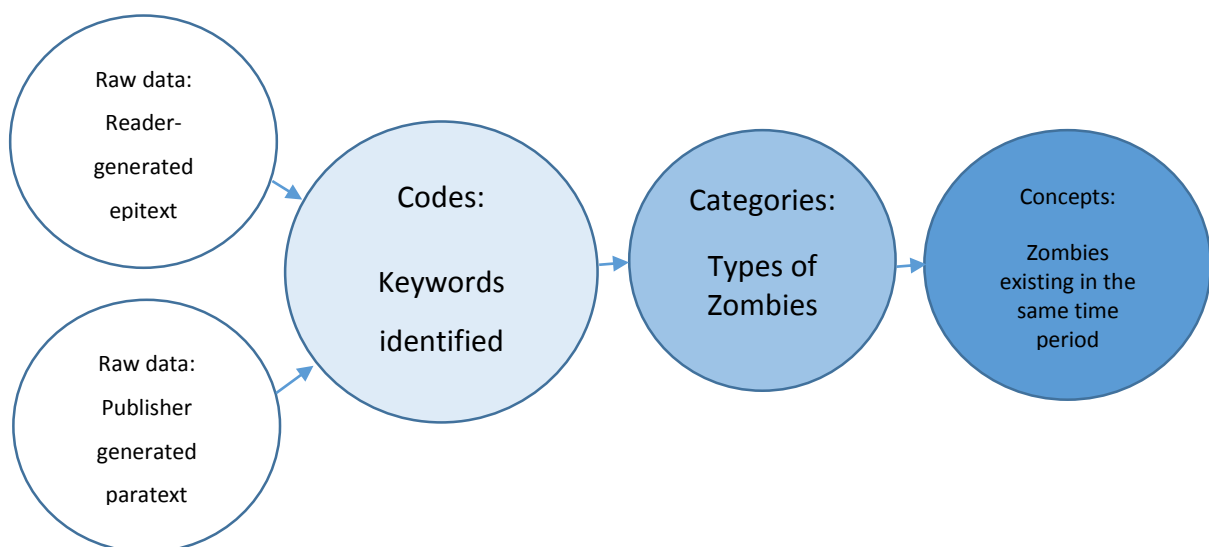 Raw data:
Reader-
generated
epitext
Raw data:
Publisher
generated
paratext
Codes:
Keywords
identified
Categories:
Types of
Zombies
Concepts:
Zombies
existing in the
same time
period